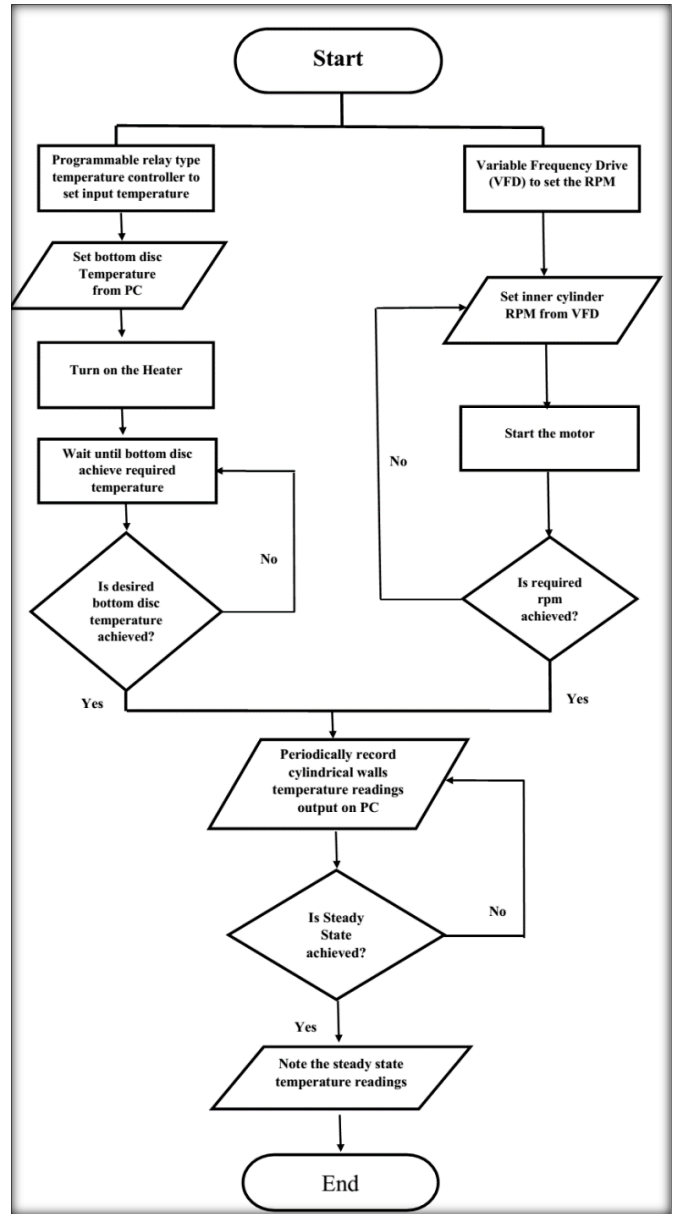 Start
Programmable relay type
temperature controller to
set input temperature
Variable Frequency Drive
(VFD) to set the RPM
Set bottom disc
Temperature
from PC
Set inner cylinder
RPM from VFD
Turn on the Heater
Start the motor
Wait until bottom disc
achieve required
temperature
No
No
Is desired
bottom disc
temperature
achieved?
Is required
rpm
achieved?
Yes
Yes
Periodically record
cylindrical walls
temperature readings
output on PC
Is Steady
State
achieved?
No
Yes
Note the steady state
temperature readings
End